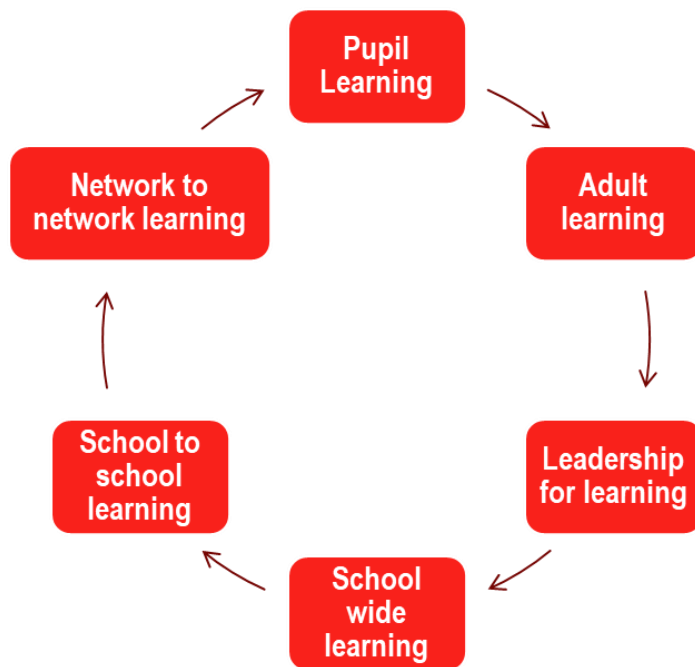 Pupil
Learning
Adult
learning
Leadership
for learning
School
wide
learning
School to
school
learning
Network to
network learning